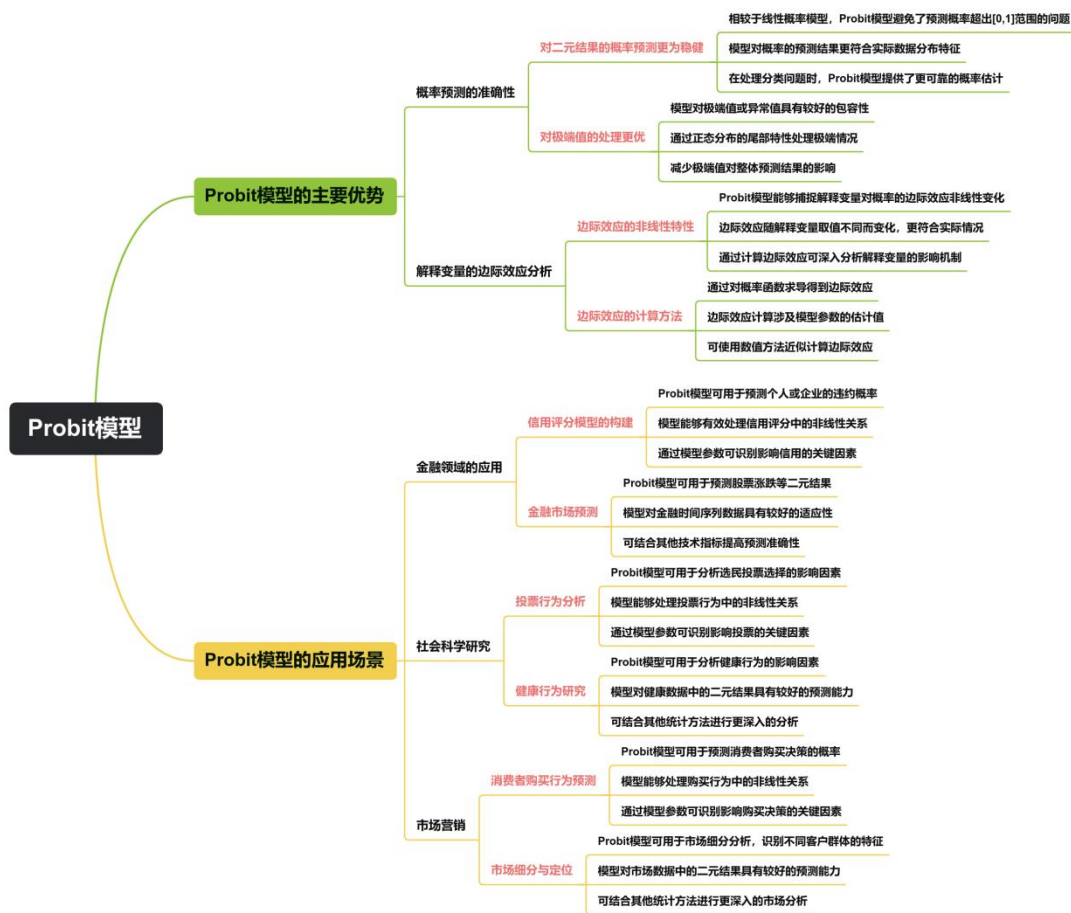 Probit模型
Probit模型的主要优势
概率预测的准确性
对二元结果的概率预测更为稳健
相较于线性概率模型，Probit模型避免了预测概率超出[0,1]范围的问题
模型对概率的预测结果更符合实际数据分布特征
在处理分类问题时，Probit模型提供了更可靠的概率估计
对极端值的处理更优
模型对极端值或异常值具有较好的包容性
通过正态分布的尾部特性处理极端情况
减少极端值对整体预测结果的影响
解释变量的边际效应分析
边际效应的非线性特性
Probit模型能够捕捉解释变量对概率的边际效应非线性变化
边际效应随解释变量取值不同而变化，更符合实际情况
通过计算边际效应可深入分析解释变量的影响机制
边际效应的计算方法
通过对概率函数求导得到边际效应
边际效应计算涉及模型参数的估计值
可使用数值方法近似计算边际效应
Probit模型的应用场景
金融领域的应用
信用评分模型的构建
Probit模型可用于预测个人或企业的违约概率
模型能够有效处理信用评分中的非线性关系
通过模型参数可识别影响信用的关键因素
金融市场预测
Probit模型可用于预测股票涨跌等二元结果
模型对金融时间序列数据具有较好的适应性
可结合其他技术指标提高预测准确性
社会科学研究
投票行为分析
Probit模型可用于分析选民投票选择的影响因素
模型能够处理投票行为中的非线性关系
通过模型参数可识别影响投票的关键因素
健康行为研究
Probit模型可用于分析健康行为的影响因素
模型对健康数据中的二元结果具有较好的预测能力
可结合其他统计方法进行更深入的分析
市场营销
消费者购买行为预测
Probit模型可用于预测消费者购买决策的概率
模型能够处理购买行为中的非线性关系
通过模型参数可识别影响购买决策的关键因素
市场细分与定位
Probit模型可用于市场细分分析，识别不同客户群体的特征
模型对市场数据中的二元结果具有较好的预测能力
可结合其他统计方法进行更深入的市场分析